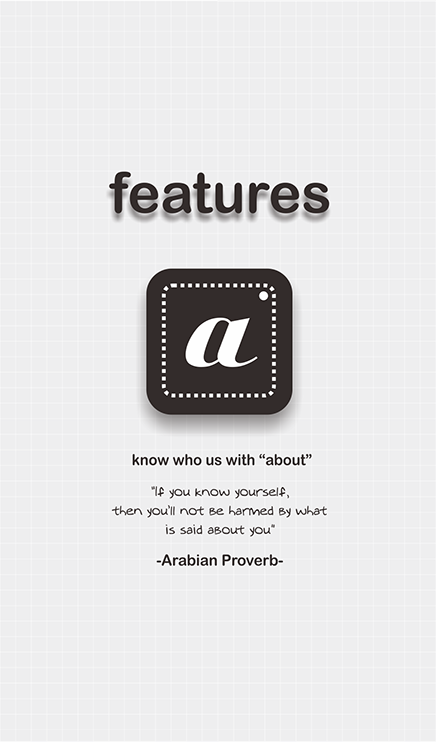 features
a
know who us with “about”
"If you know yourself,
then you'll not be harmed by what
is said about you"
-Arabian Proverb-